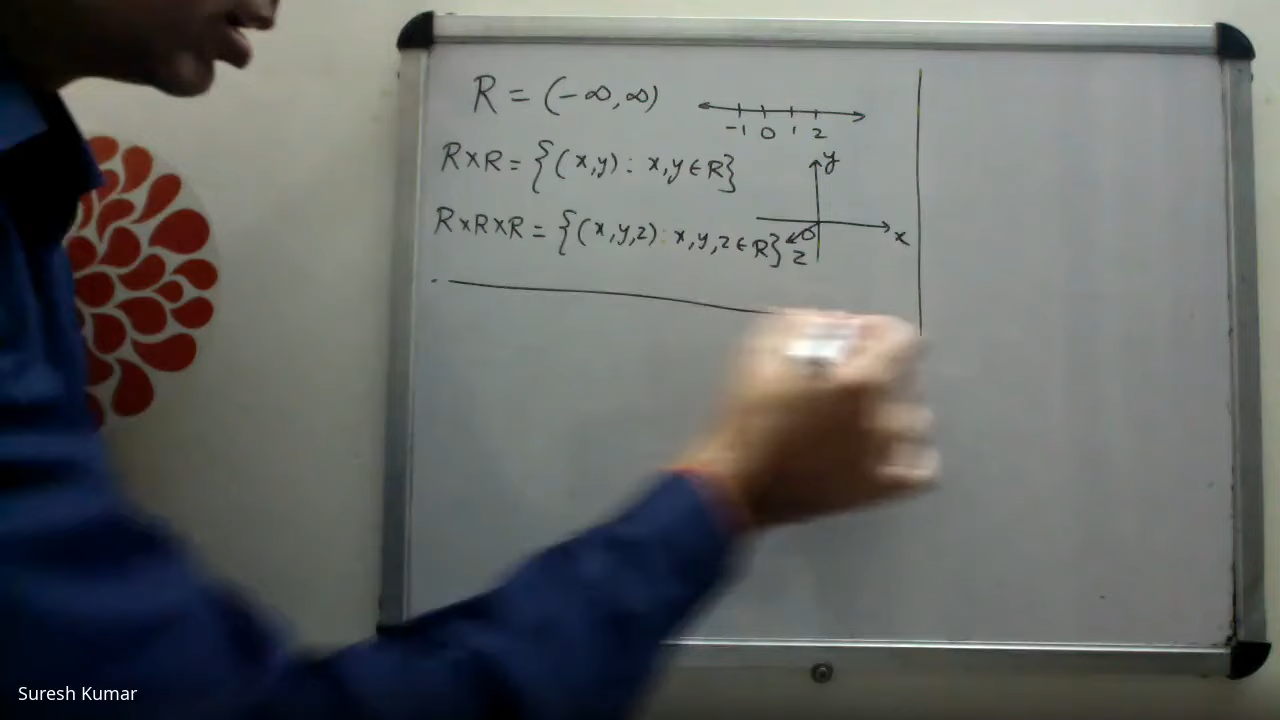 R = (-∞, ∞)
-1 0 1 2
R×R = {(x,y) : x,y ∈ R}
y
R×R×R = {(x,y,z) : x,y,z ∈ R}
0
x
z
Suresh Kumar